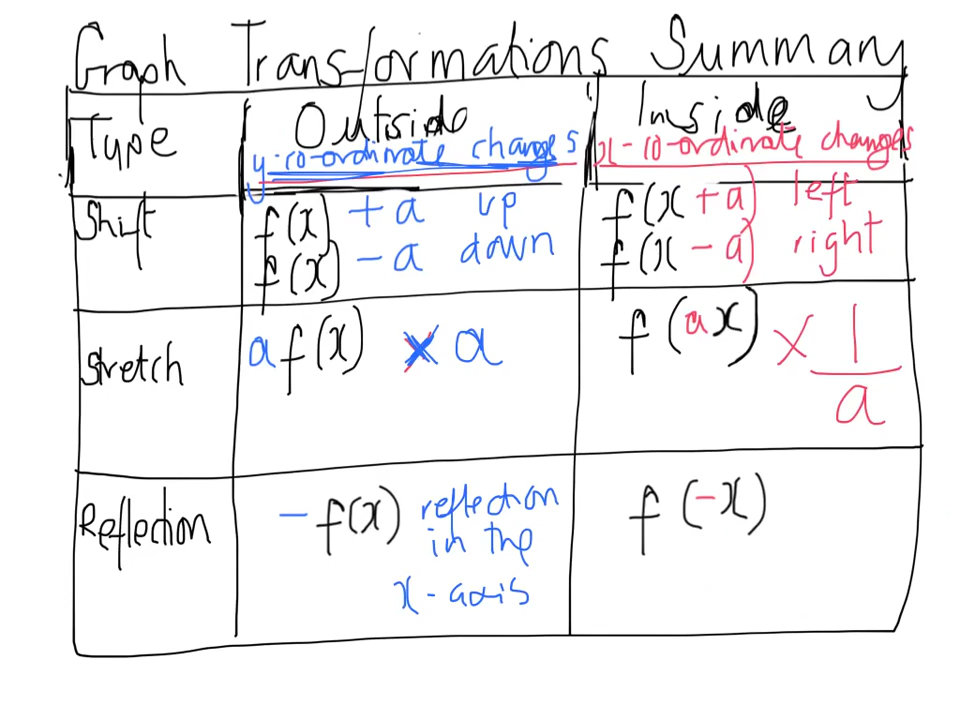 Graph Transformations Summary
Type Outside Inside
y-co-ordinate changes x-co-ordinate changes
Shift f(x) + a up f(x + a) left
f(x) - a down f(x - a) right
Stretch a f(x) × a f(ax) × 1/a
Reflection - f(x) reflection f(-x)
in the
x-axis